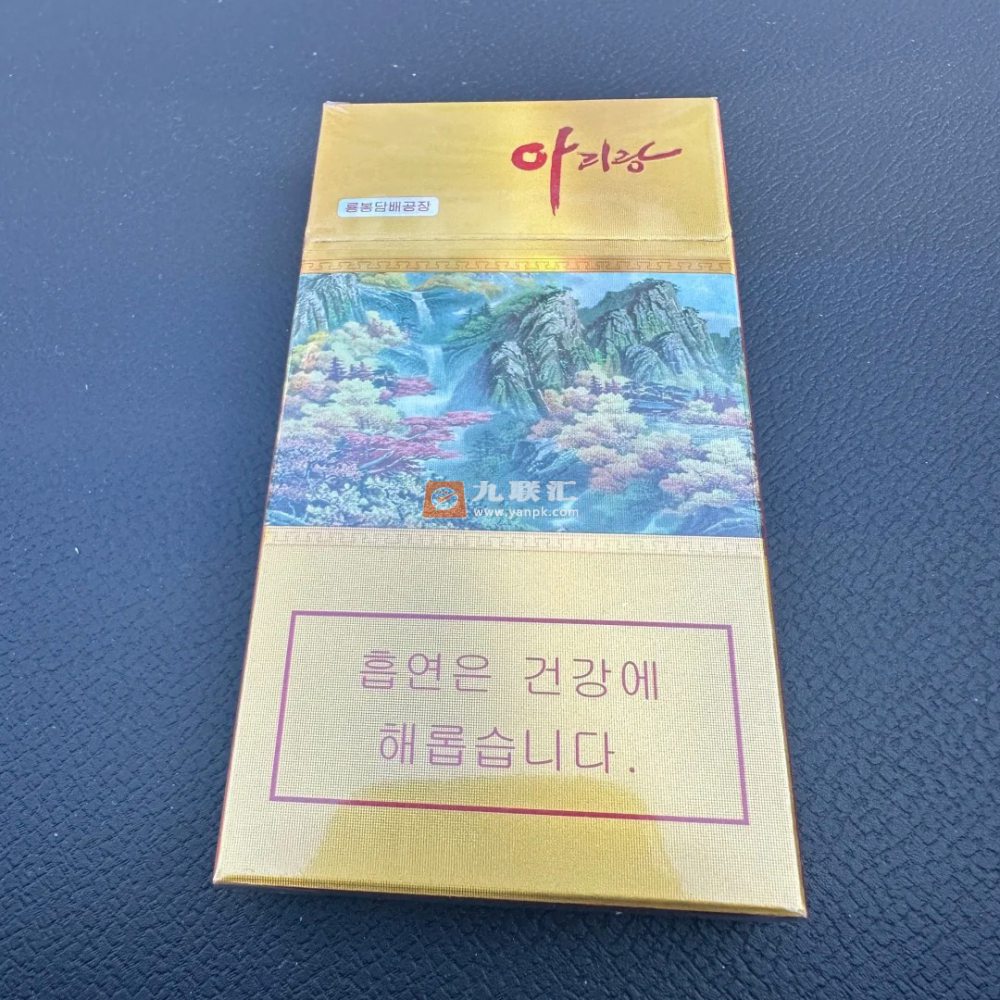 아리랑
룡봉담배공장
九联汇
www.yanpk.com
흡연은 건강에
해롭습니다.